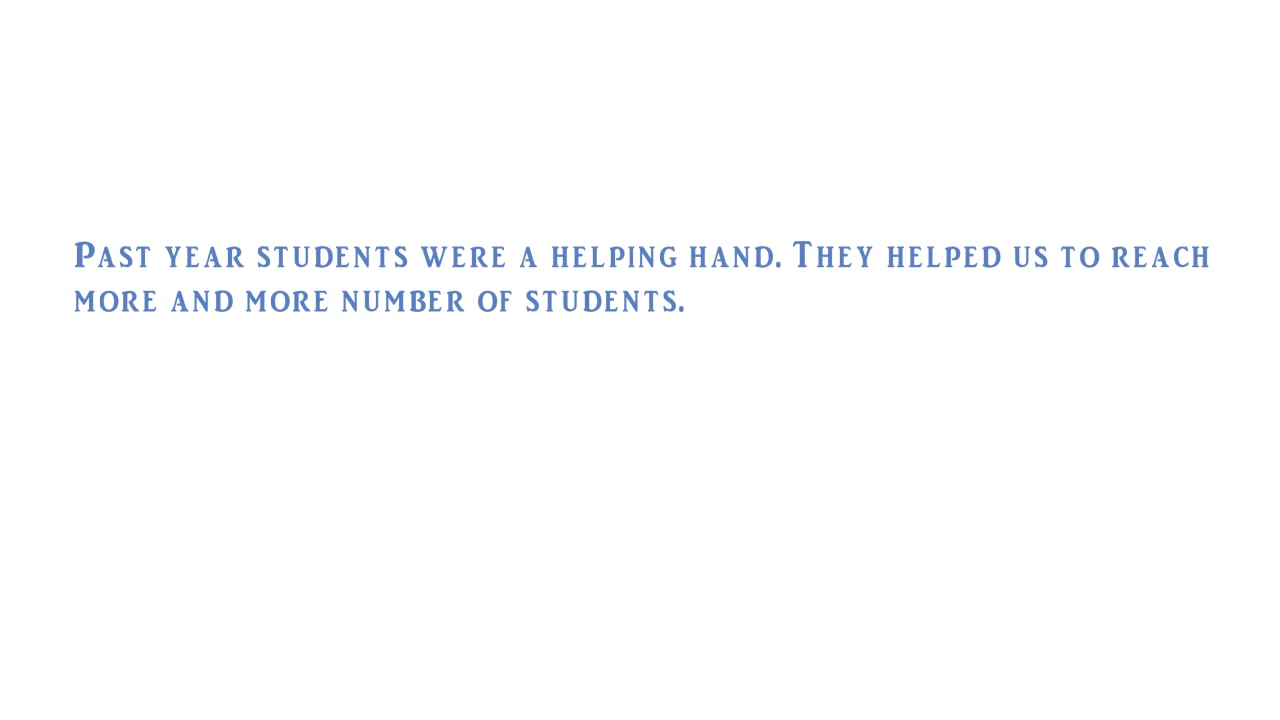 Past year students were a helping hand. They helped us to reach
more and more number of students.